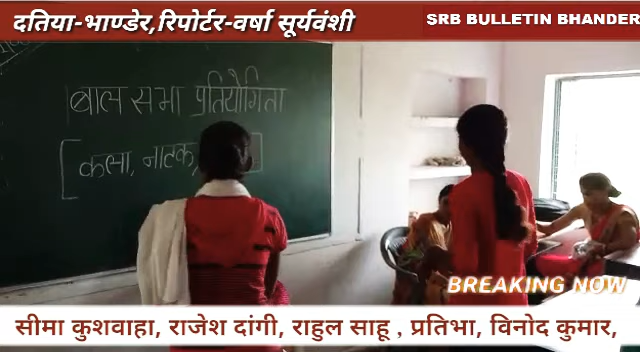 दतिया-भाण्डेर,रिपोर्टर-वर्षा सूर्यवंशी
SRB BULLETIN BHANDER
बाल सभा प्रतियोगिता
[कला, नाटक,
BREAKING NOW
सीमा कुशवाहा, राजेश दांगी, राहुल साहू , प्रतिभा, विनोद कुमार,